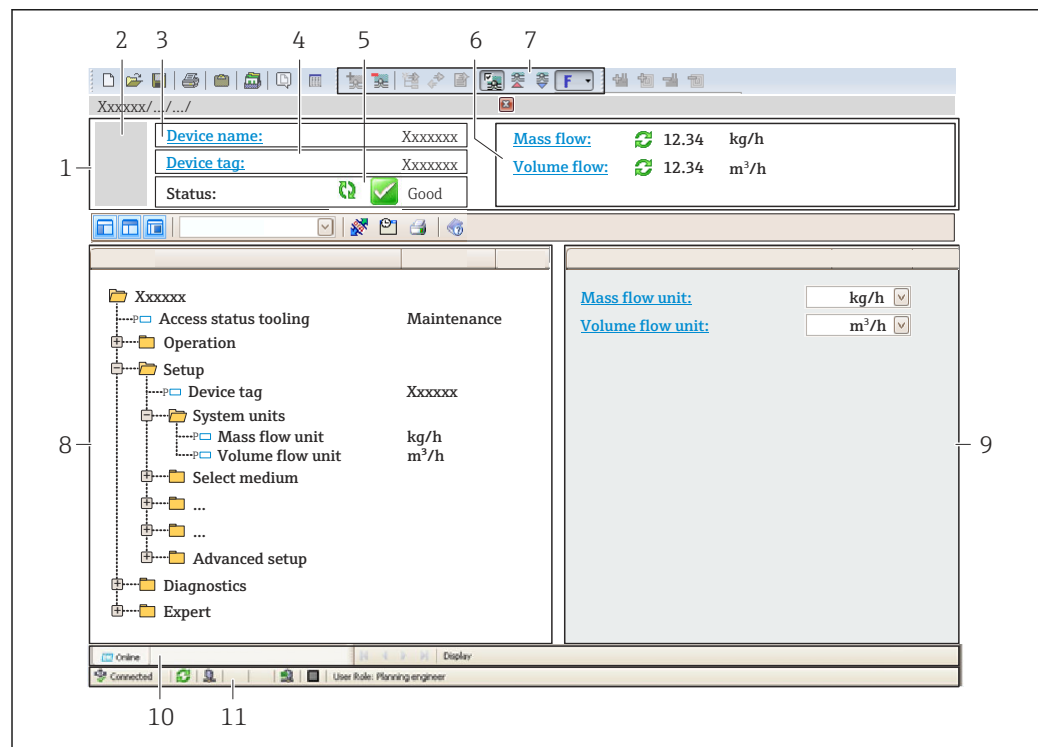 2 3 4 5 6 7
F
Xxxxxx/.../.../
1
Device name: Xxxxxxx
Device tag: Xxxxxxx
Status: Good
Mass flow: 12.34 kg/h
Volume flow: 12.34 m³/h
Xxxxxx
P Access status tooling Maintenance
Operation
Setup
P Device tag Xxxxxx
System units
P Mass flow unit kg/h
P Volume flow unit m³/h
Select medium
...
...
Advanced setup
Diagnostics
Expert
8
Mass flow unit: kg/h
Volume flow unit: m³/h
9
Online Display
Connected User Role: Planning engineer
10 11